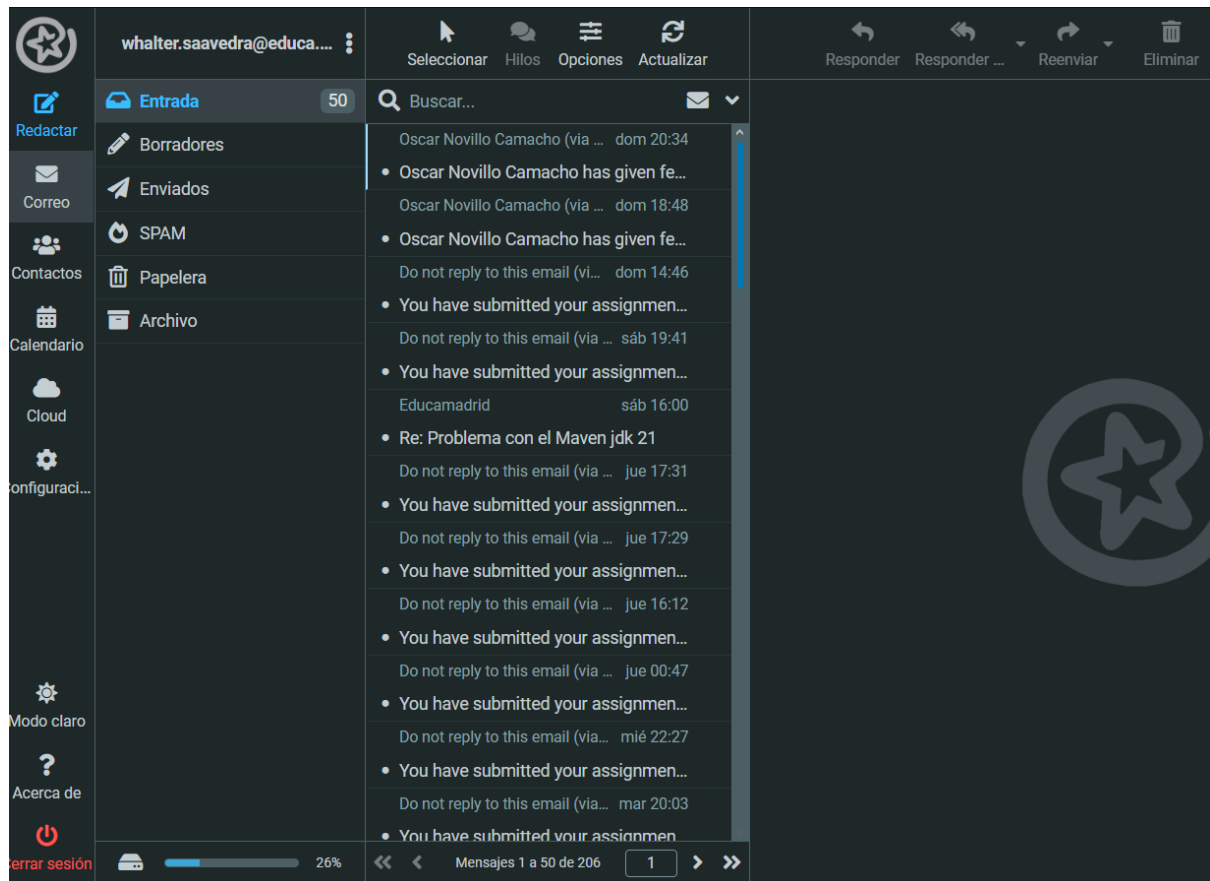 whalter.saavedra@educa....
Seleccionar Hilos Opciones Actualizar
Responder Responder ... Reenviar Eliminar
Redactar
Correo
Contactos
Calendario
Cloud
onfiguraci...
Modo claro
Acerca de
errar sesión
Entrada 50
Borradores
Enviados
SPAM
Papelera
Archivo
26%
Buscar...
Oscar Novillo Camacho (via ... dom 20:34
Oscar Novillo Camacho has given fe...
Oscar Novillo Camacho (via ... dom 18:48
Oscar Novillo Camacho has given fe...
Do not reply to this email (vi... dom 14:46
You have submitted your assignmen...
Do not reply to this email (via ... sáb 19:41
You have submitted your assignmen...
Educamadrid sáb 16:00
Re: Problema con el Maven jdk 21
Do not reply to this email (via ... jue 17:31
You have submitted your assignmen...
Do not reply to this email (via ... jue 17:29
You have submitted your assignmen...
Do not reply to this email (via ... jue 16:12
You have submitted your assignmen...
Do not reply to this email (via ... jue 00:47
You have submitted your assignmen...
Do not reply to this email (via... mié 22:27
You have submitted your assignmen...
Do not reply to this email (via... mar 20:03
You have submitted your assignmen
Mensajes 1 a 50 de 206 1